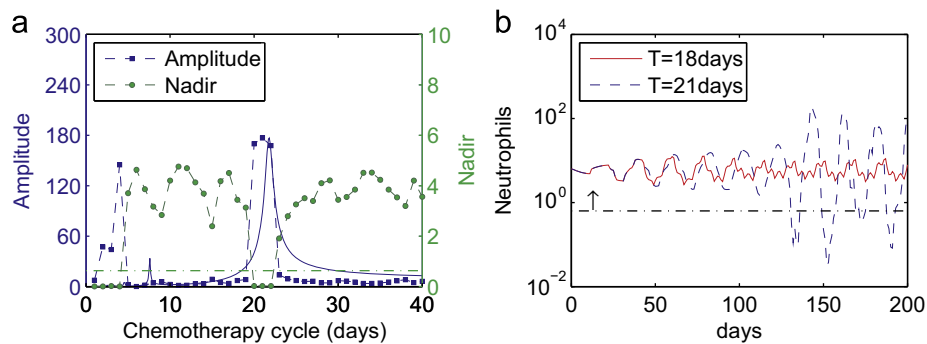 a
300
240
180
120
60
0
Amplitude
Amplitude
Nadir
10
8
6
4
2
0
Nadir
0
10
20
30
40
Chemotherapy cycle (days)
b
10^4
10^2
10^0
10^-2
Neutrophils
T=18days
T=21days
0
50
100
150
200
days